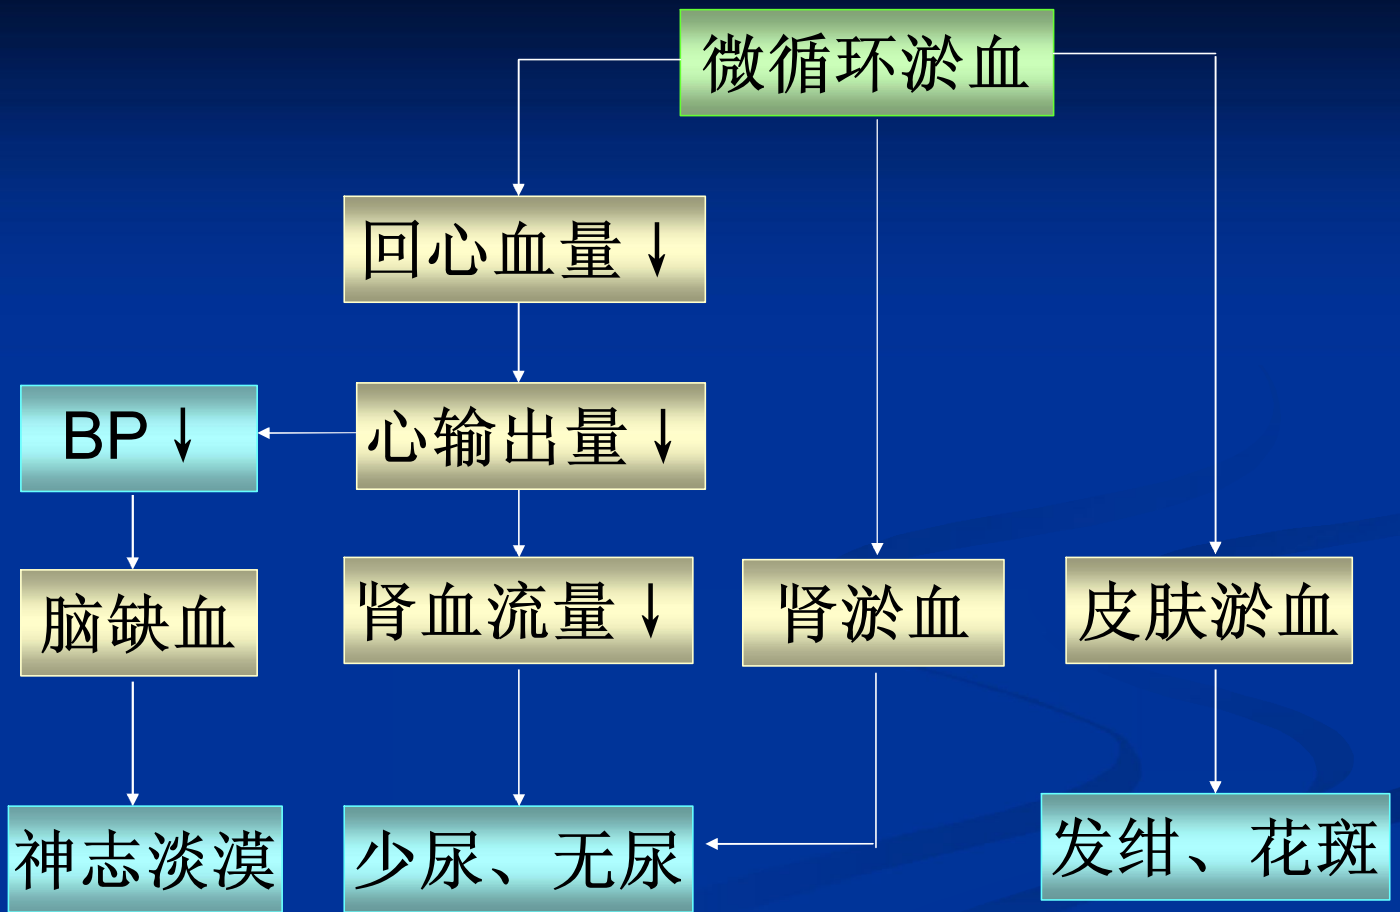 微循环淤血
回心血量↓
BP↓
心输出量↓
脑缺血
肾血流量↓
肾淤血
皮肤淤血
神志淡漠
少尿、无尿
发绀、花斑